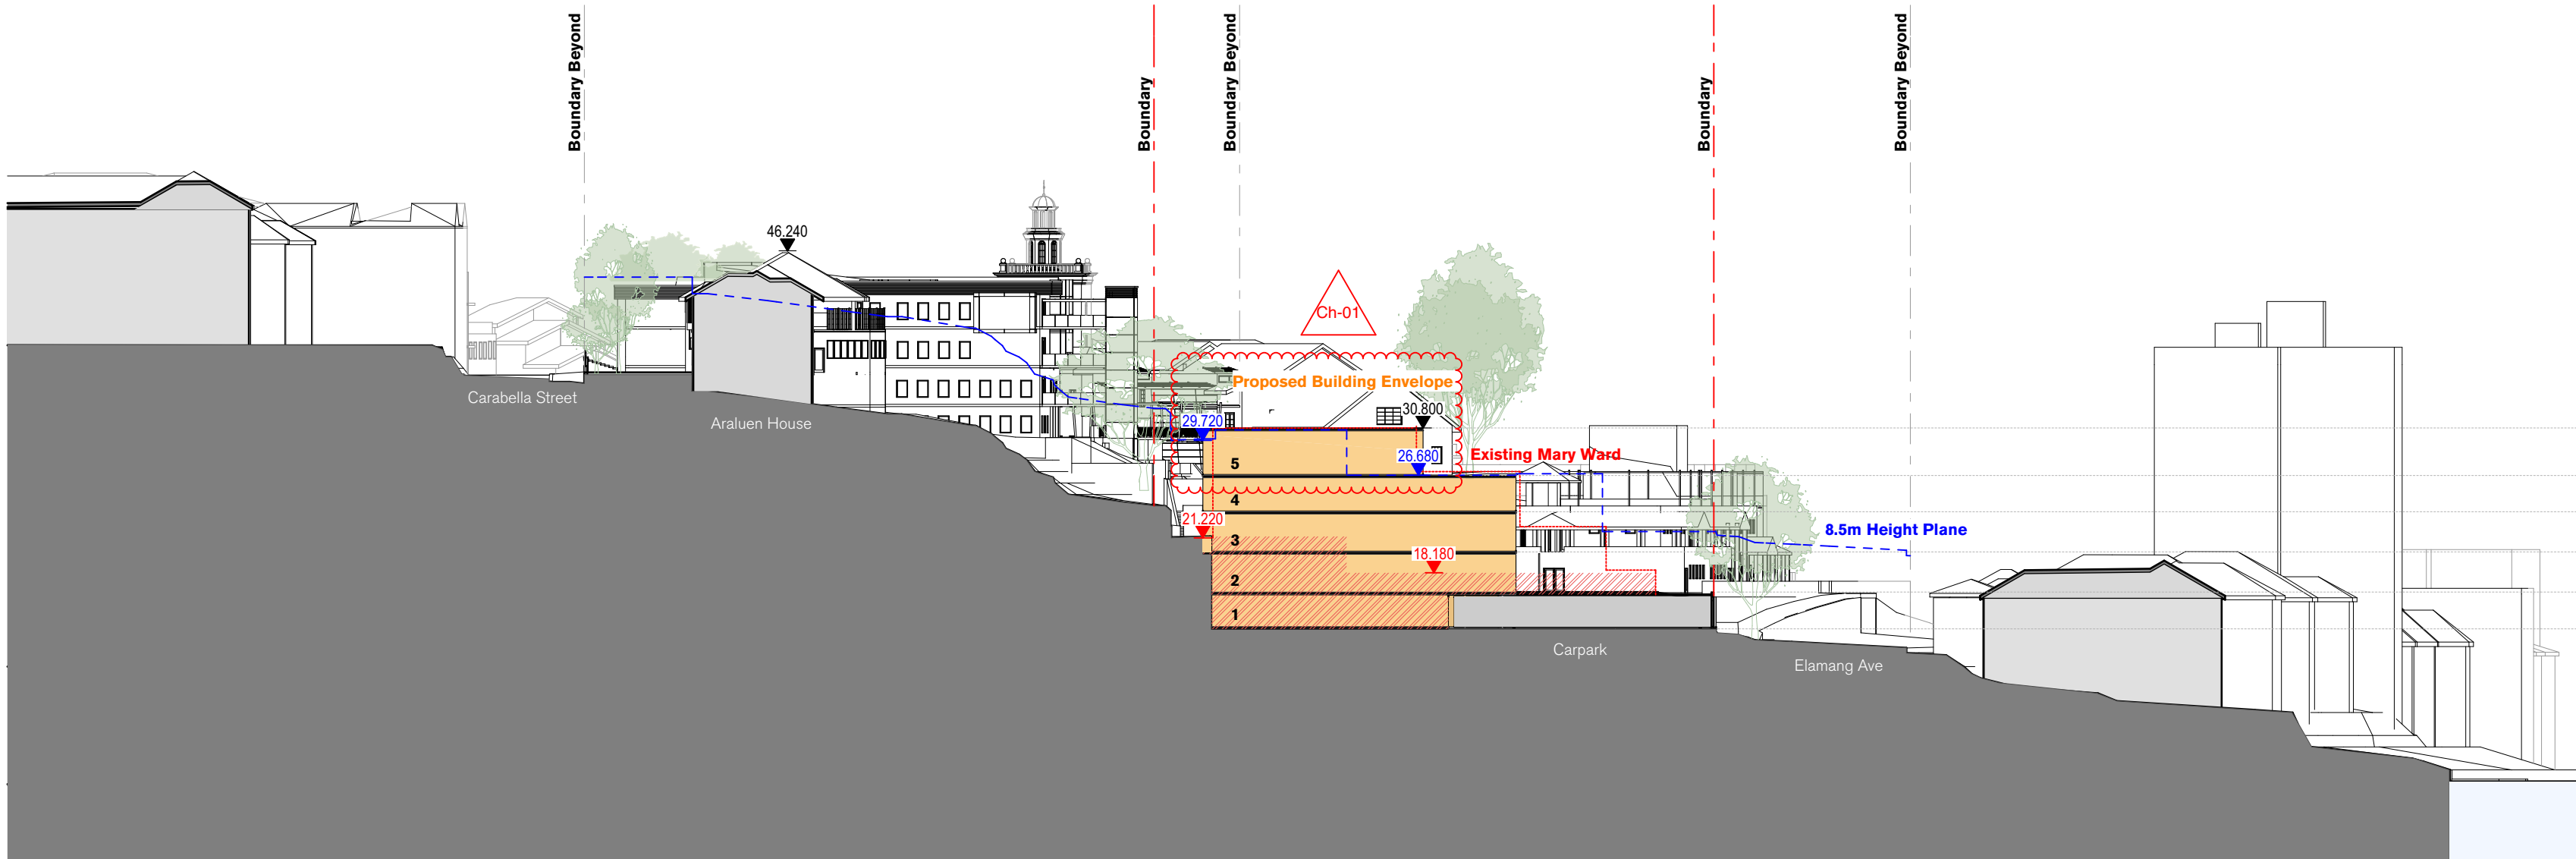 Boundary Beyond
Boundary
Boundary Beyond
Boundary
Boundary Beyond
46.240
Ch-01
Proposed Building Envelope
30.800
29.720
26.680
Existing Mary Ward
5
4
21.220
3
18.180
2
1
8.5m Height Plane
Carabella Street
Araluen House
Carpark
Elamang Ave